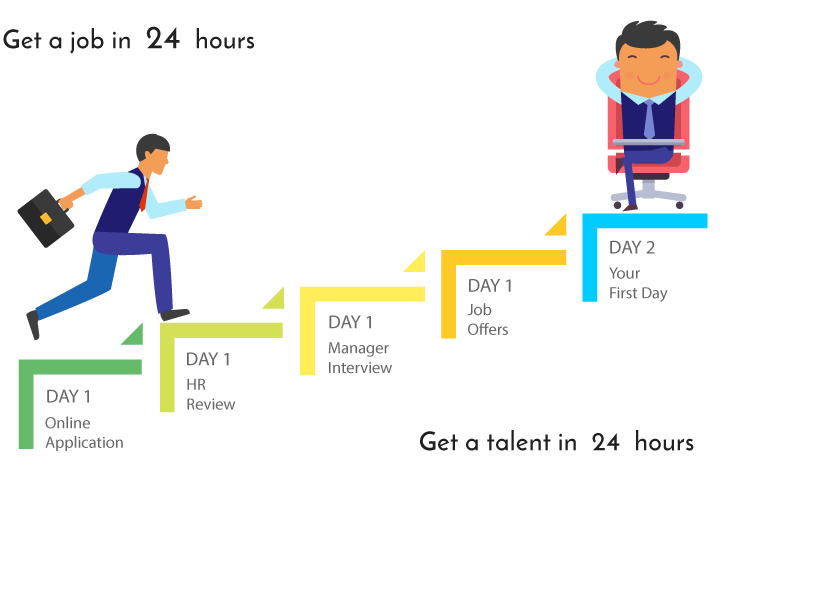 Get a job in 24 hours
DAY 1
Online
Application
DAY 1
HR
Review
DAY 1
Manager
Interview
DAY 1
Job
Offers
DAY 2
Your
First Day
Get a talent in 24 hours